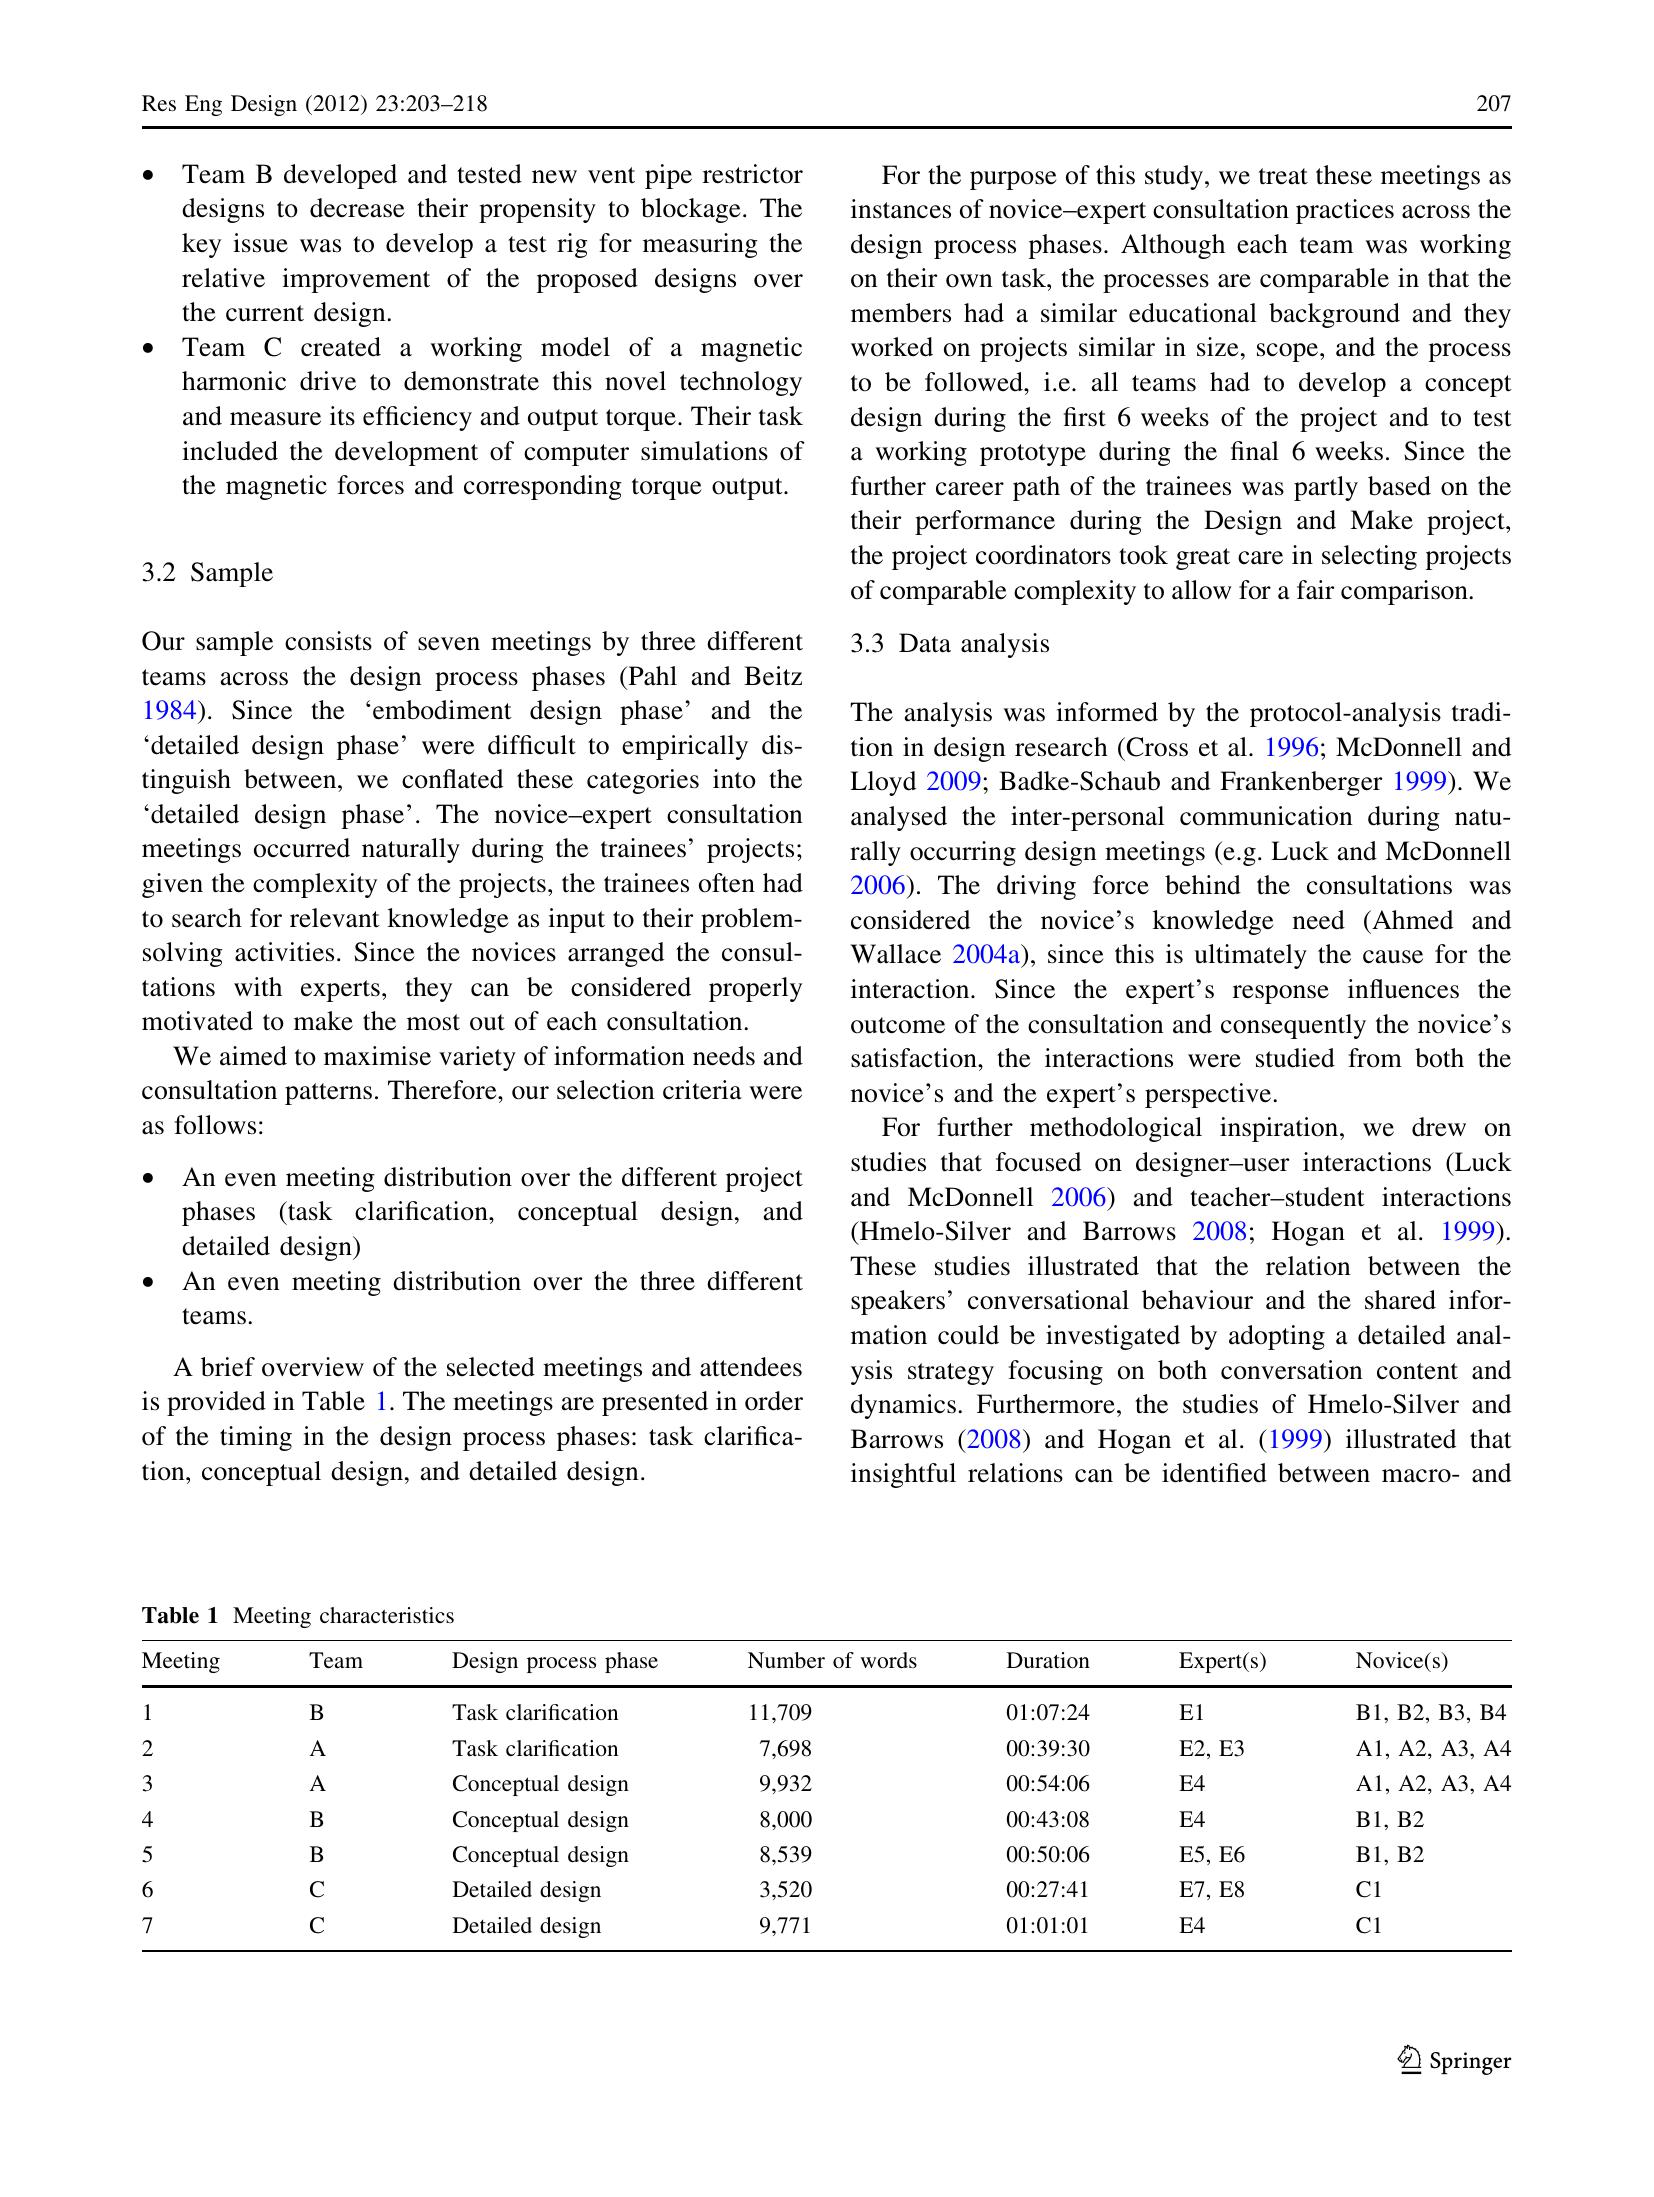 Res Eng Design (2012) 23:203–218
207
• Team B developed and tested new vent pipe restrictor
designs to decrease their propensity to blockage. The
key issue was to develop a test rig for measuring the
relative improvement of the proposed designs over
the current design.
• Team C created a working model of a magnetic
harmonic drive to demonstrate this novel technology
and measure its efficiency and output torque. Their task
included the development of computer simulations of
the magnetic forces and corresponding torque output.
3.2 Sample
Our sample consists of seven meetings by three different
teams across the design process phases (Pahl and Beitz
1984). Since the ‘embodiment design phase’ and the
‘detailed design phase’ were difficult to empirically dis-
tinguish between, we conflated these categories into the
‘detailed design phase’. The novice–expert consultation
meetings occurred naturally during the trainees’ projects;
given the complexity of the projects, the trainees often had
to search for relevant knowledge as input to their problem-
solving activities. Since the novices arranged the consul-
tations with experts, they can be considered properly
motivated to make the most out of each consultation.
We aimed to maximise variety of information needs and
consultation patterns. Therefore, our selection criteria were
as follows:
• An even meeting distribution over the different project
phases (task clarification, conceptual design, and
detailed design)
• An even meeting distribution over the three different
teams.
A brief overview of the selected meetings and attendees
is provided in Table 1. The meetings are presented in order
of the timing in the design process phases: task clarifica-
tion, conceptual design, and detailed design.
For the purpose of this study, we treat these meetings as
instances of novice–expert consultation practices across the
design process phases. Although each team was working
on their own task, the processes are comparable in that the
members had a similar educational background and they
worked on projects similar in size, scope, and the process
to be followed, i.e. all teams had to develop a concept
design during the first 6 weeks of the project and to test
a working prototype during the final 6 weeks. Since the
further career path of the trainees was partly based on the
their performance during the Design and Make project,
the project coordinators took great care in selecting projects
of comparable complexity to allow for a fair comparison.
3.3 Data analysis
The analysis was informed by the protocol-analysis tradi-
tion in design research (Cross et al. 1996; McDonnell and
Lloyd 2009; Badke-Schaub and Frankenberger 1999). We
analysed the inter-personal communication during natu-
rally occurring design meetings (e.g. Luck and McDonnell
2006). The driving force behind the consultations was
considered the novice’s knowledge need (Ahmed and
Wallace 2004a), since this is ultimately the cause for the
interaction. Since the expert’s response influences the
outcome of the consultation and consequently the novice’s
satisfaction, the interactions were studied from both the
novice’s and the expert’s perspective.
For further methodological inspiration, we drew on
studies that focused on designer–user interactions (Luck
and McDonnell 2006) and teacher–student interactions
(Hmelo-Silver and Barrows 2008; Hogan et al. 1999).
These studies illustrated that the relation between the
speakers’ conversational behaviour and the shared infor-
mation could be investigated by adopting a detailed anal-
ysis strategy focusing on both conversation content and
dynamics. Furthermore, the studies of Hmelo-Silver and
Barrows (2008) and Hogan et al. (1999) illustrated that
insightful relations can be identified between macro- and
Table 1 Meeting characteristics
Meeting Team Design process phase Number of words Duration Expert(s) Novice(s)
1 B Task clarification 11,709 01:07:24 E1 B1, B2, B3, B4
2 A Task clarification 7,698 00:39:30 E2, E3 A1, A2, A3, A4
3 A Conceptual design 9,932 00:54:06 E4 A1, A2, A3, A4
4 B Conceptual design 8,000 00:43:08 E4 B1, B2
5 B Conceptual design 8,539 00:50:06 E5, E6 B1, B2
6 C Detailed design 3,520 00:27:41 E7, E8 C1
7 C Detailed design 9,771 01:01:01 E4 C1
Springer